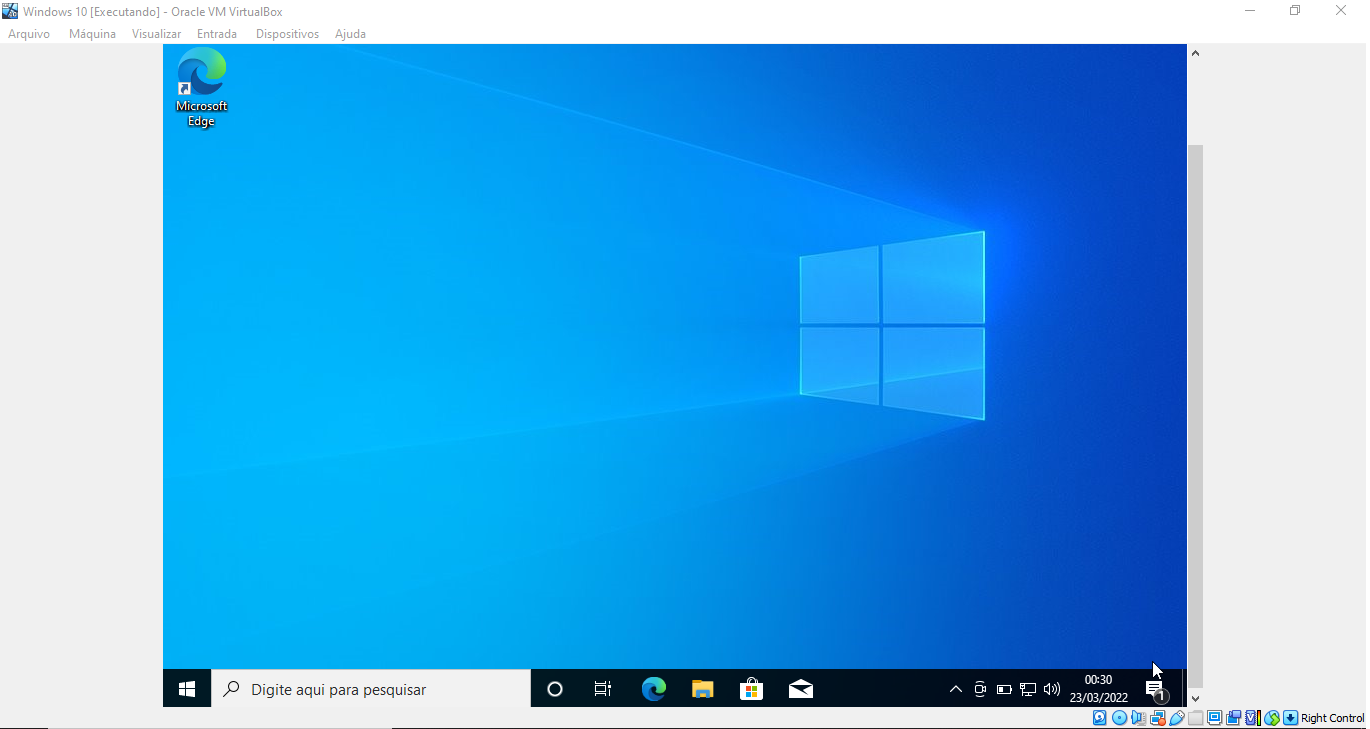 Windows 10 [Executando] - Oracle VM VirtualBox
Arquivo Máquina Visualizar Entrada Dispositivos Ajuda
Microsoft
Edge
Digite aqui para pesquisar
00:30
23/03/2022
1
Right Control